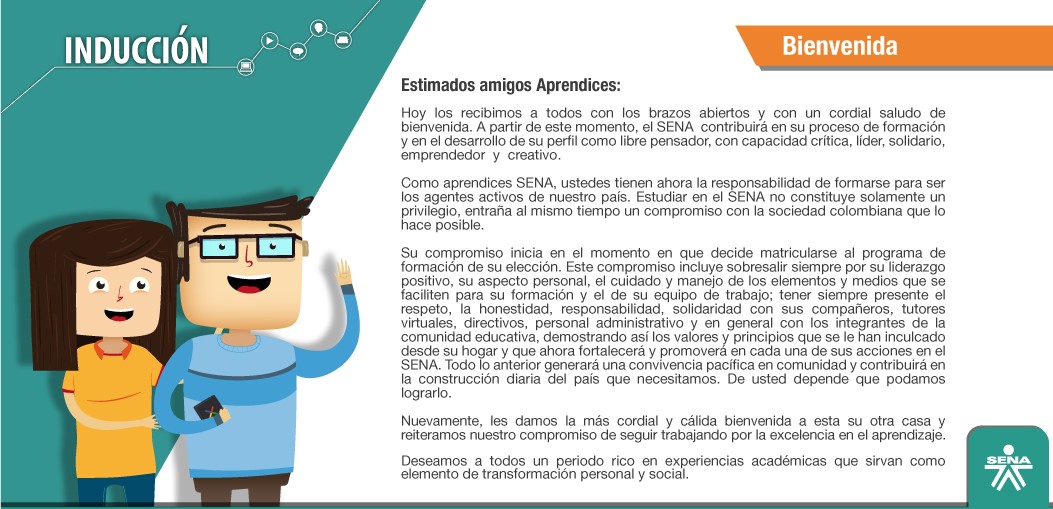 INDUCCIÓN
Bienvenida
Estimados amigos Aprendices:
Hoy los recibimos a todos con los brazos abiertos y con un cordial saludo de
bienvenida. A partir de este momento, el SENA contribuirá en su proceso de formación
y en el desarrollo de su perfil como libre pensador, con capacidad crítica, líder, solidario,
emprendedor y creativo.
Como aprendices SENA, ustedes tienen ahora la responsabilidad de formarse para ser
los agentes activos de nuestro país. Estudiar en el SENA no constituye solamente un
privilegio, entraña al mismo tiempo un compromiso con la sociedad colombiana que lo
hace posible.
Su compromiso inicia en el momento en que decide matricularse al programa de
formación de su elección. Este compromiso incluye sobresalir siempre por su liderazgo
positivo, su aspecto personal, el cuidado y manejo de los elementos y medios que se
faciliten para su formación y el de su equipo de trabajo; tener siempre presente el
respeto, la honestidad, responsabilidad, solidaridad con sus compañeros, tutores
virtuales, directivos, personal administrativo y en general con los integrantes de la
comunidad educativa, demostrando así los valores y principios que se le han inculcado
desde su hogar y que ahora fortalecerá y promoverá en cada una de sus acciones en el
SENA. Todo lo anterior generará una convivencia pacífica en comunidad y contribuirá en
la construcción diaria del país que necesitamos. De usted depende que podamos
lograrlo.
Nuevamente, les damos la más cordial y cálida bienvenida a esta su otra casa y
reiteramos nuestro compromiso de seguir trabajando por la excelencia en el aprendizaje.
Deseamos a todos un periodo rico en experiencias académicas que sirvan como
elemento de transformación personal y social.
SENA